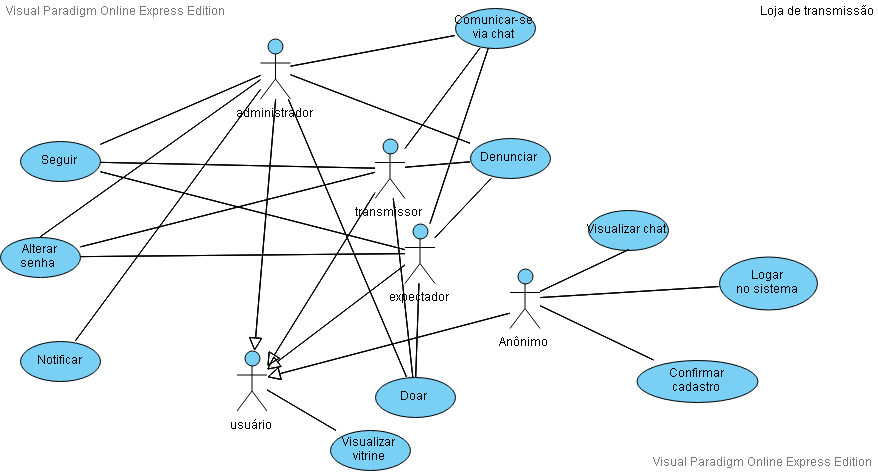 Visual Paradigm Online Express Edition
Loja de transmissão
Comunicar-se
via chat
administrador
Seguir
Denunciar
transmissor
Visualizar chat
Alterar
senha
expectador
Logar
no sistema
Anônimo
Notificar
Confirmar
cadastro
Doar
usuário
Visualizar
vitrine
Visual Paradigm Online Express Edition